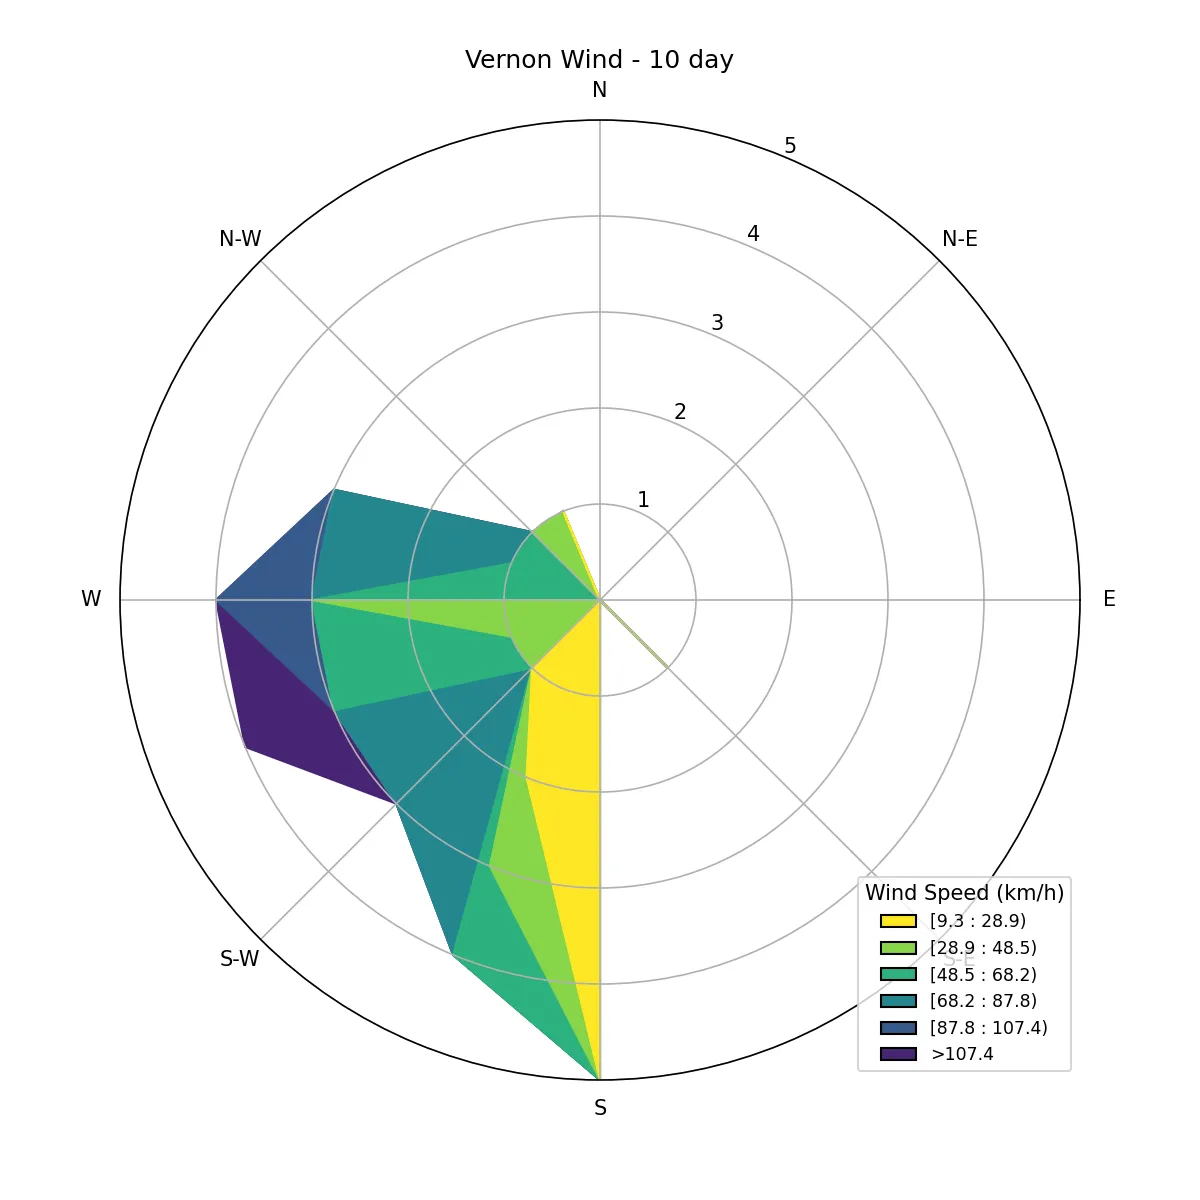 Vernon Wind - 10 day
N
5
N-W
N-E
4
3
2
1
W
E
S-W
S-E
Wind Speed (km/h)
[9.3 : 28.9)
[28.9 : 48.5)
[48.5 : 68.2)
[68.2 : 87.8)
[87.8 : 107.4)
>107.4
S